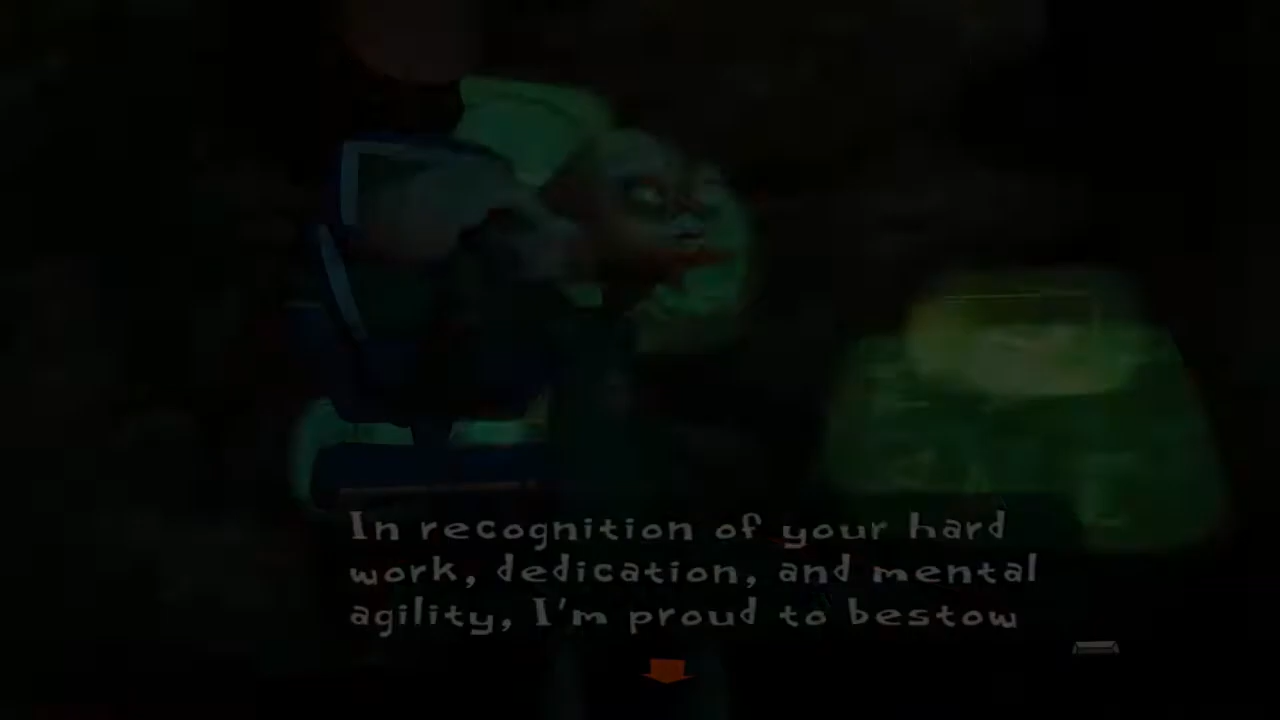 In recognition of your hard
work, dedication, and mental
agility, I'm proud to bestow